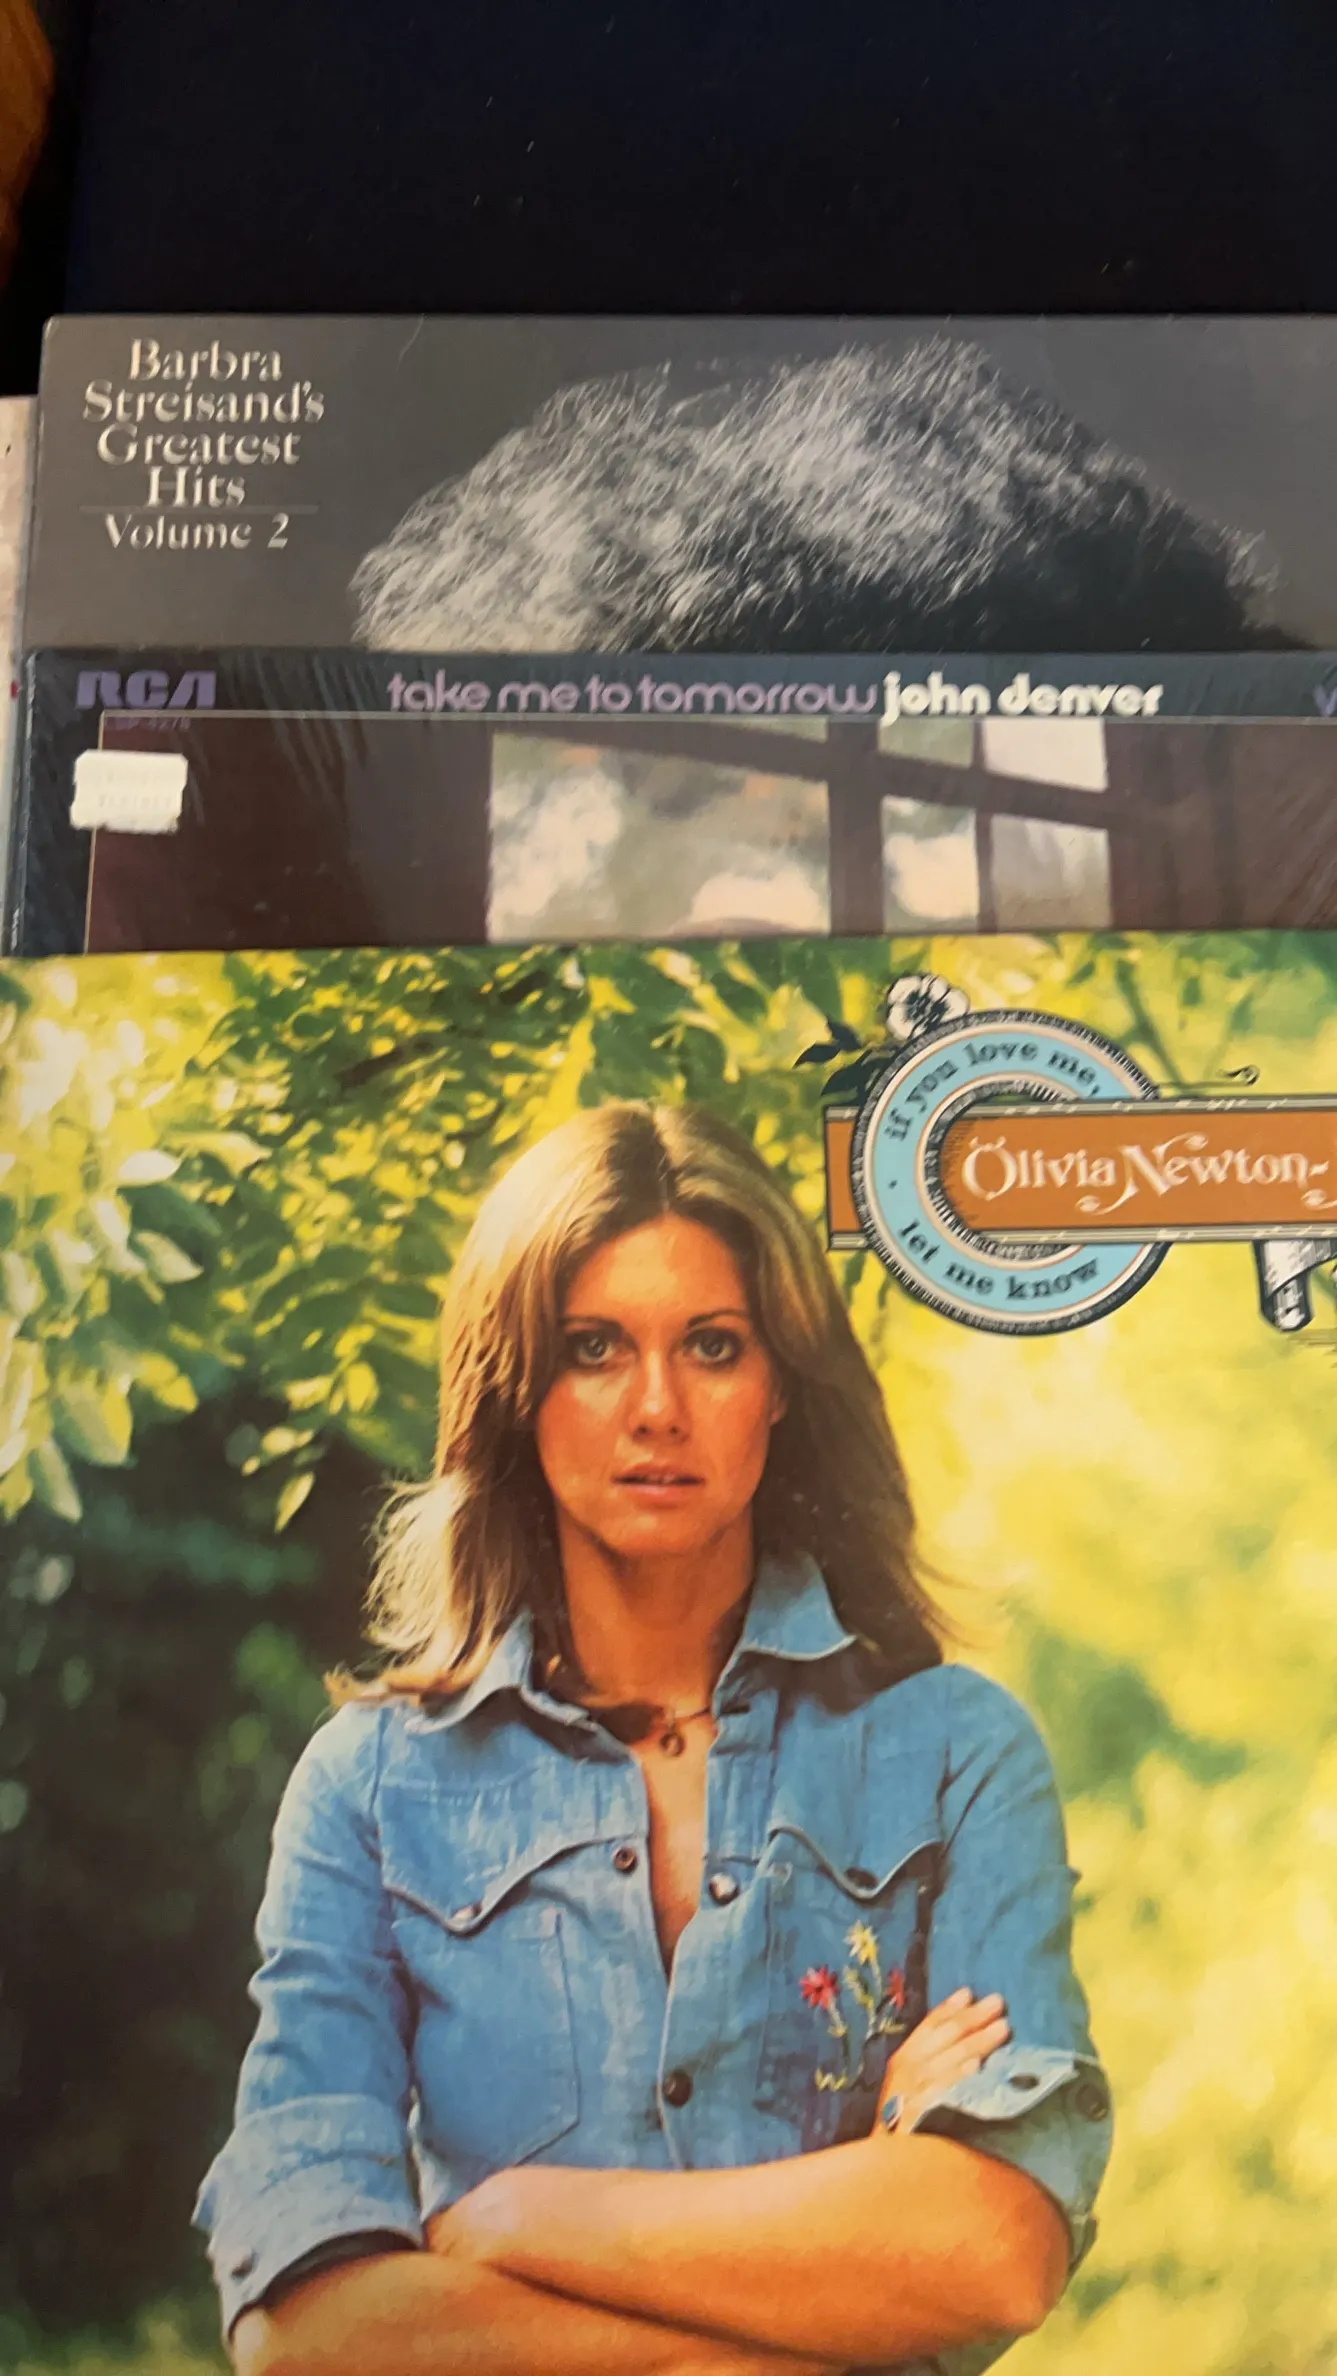 Barbra
Streisand's
Greatest
Hits
Volume 2
RCA
take me to tomorrow john denver
if you love me,
let me know
Olivia Newton-